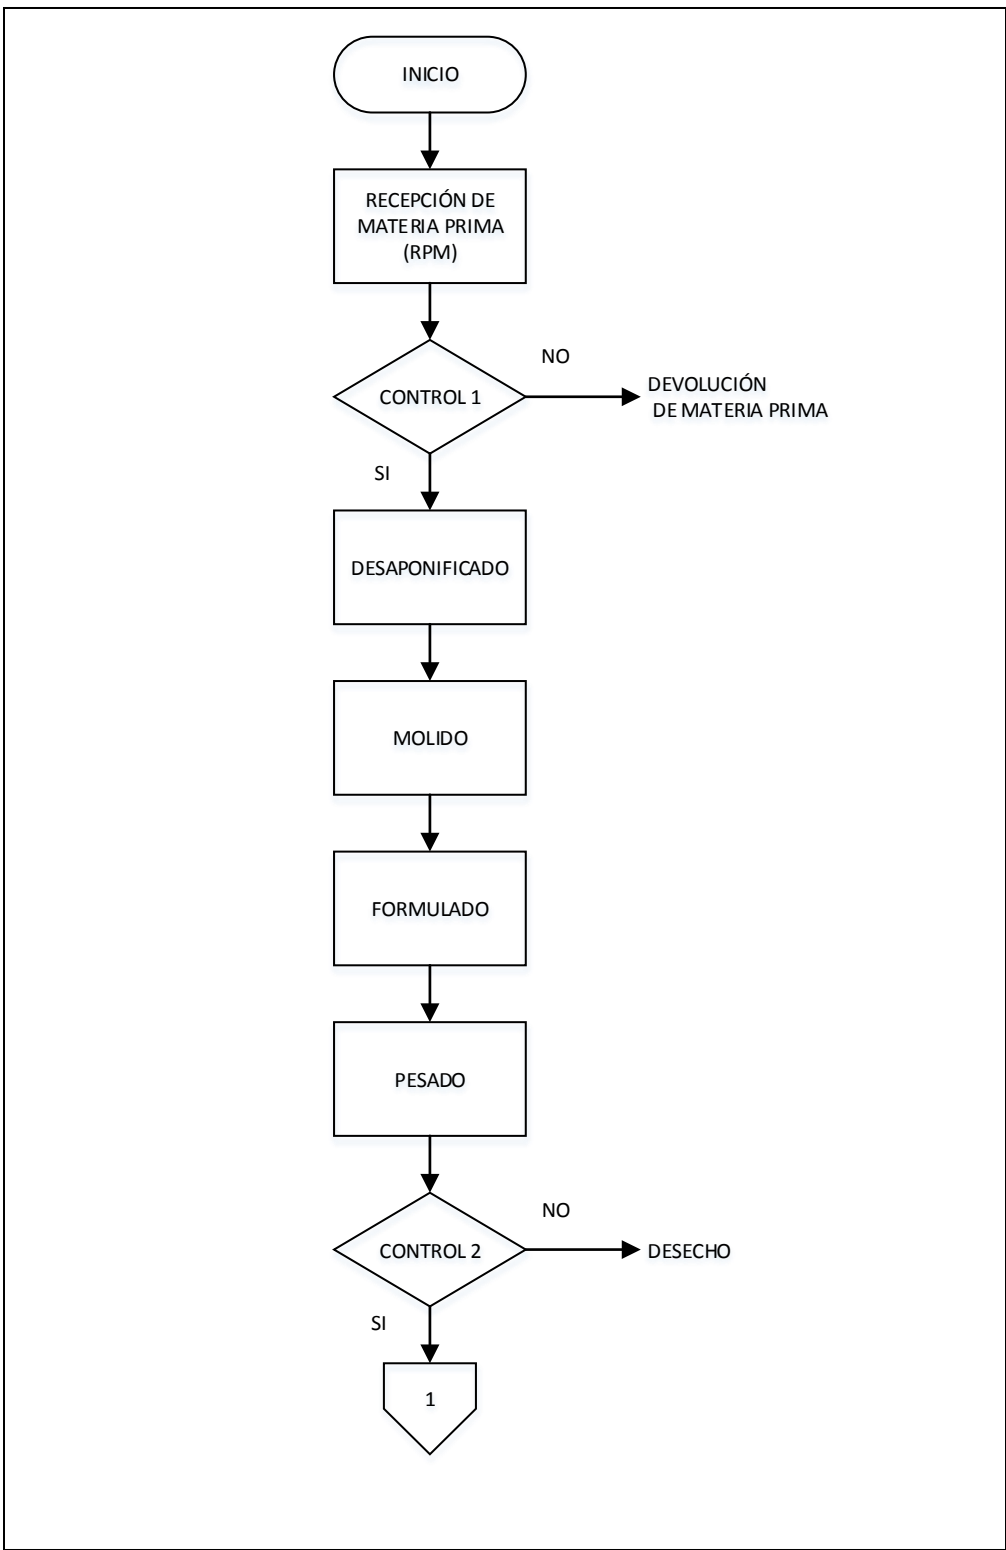 INICIO
RECEPCIÓN DE
MATERIA PRIMA
(RPM)
CONTROL 1
NO
DEVOLUCIÓN
DE MATERIA PRIMA
SI
DESAPONIFICADO
MOLIDO
FORMULADO
PESADO
CONTROL 2
NO
DESECHO
SI
1